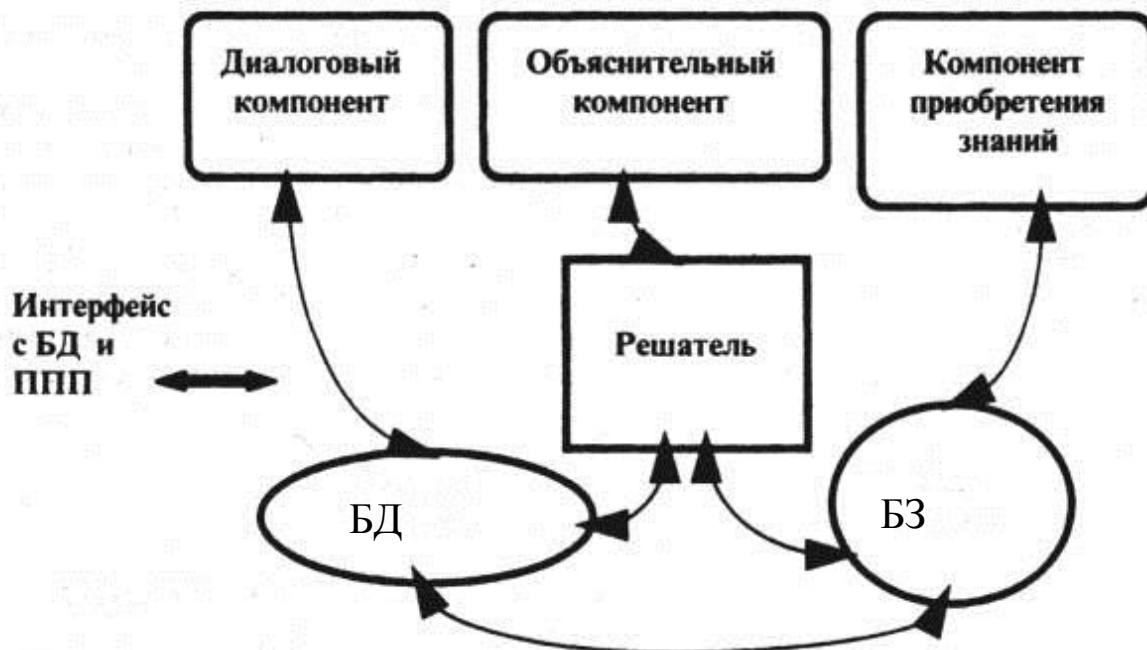 Диалоговый
компонент
Объяснительный
компонент
Компонент
приобретения
знаний
Интерфейс
с БД и
ППП
Решатель
БД
БЗ